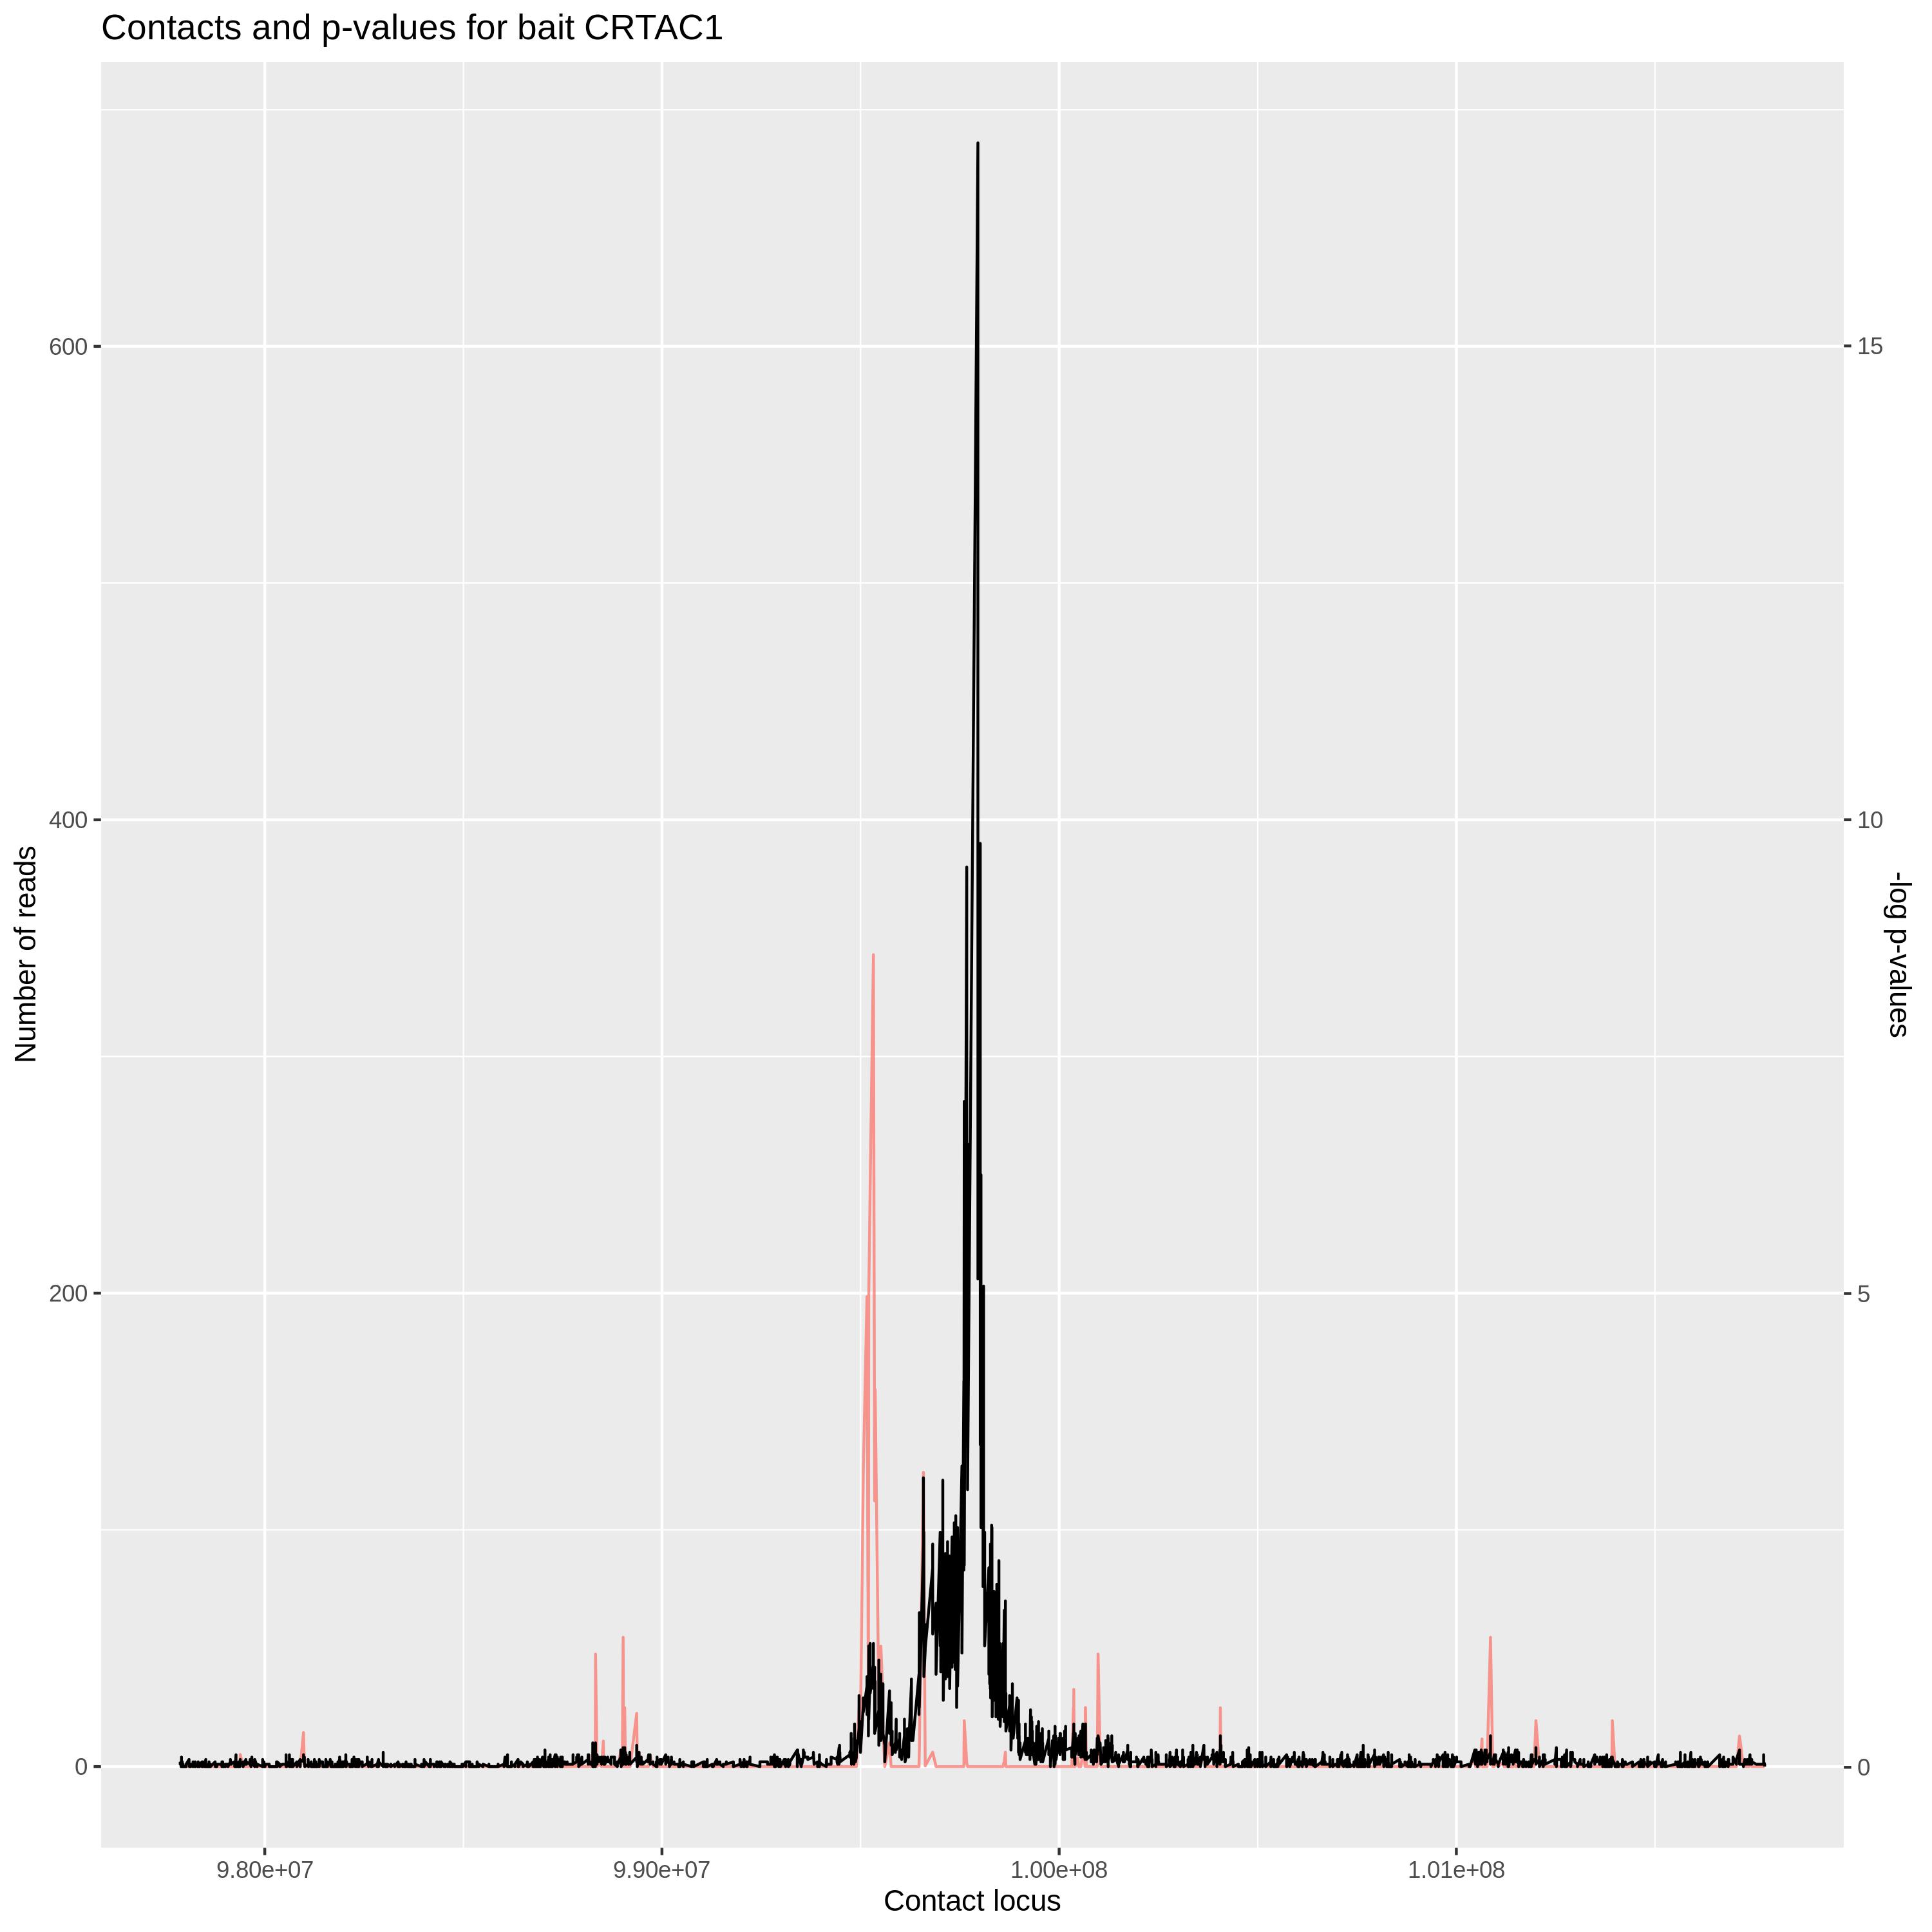 Contacts and p-values for bait CRTAC1
600
400
200
0
15
10
5
0
Number of reads
-log p-values
9.80e+07
9.90e+07
1.00e+08
1.01e+08
Contact locus